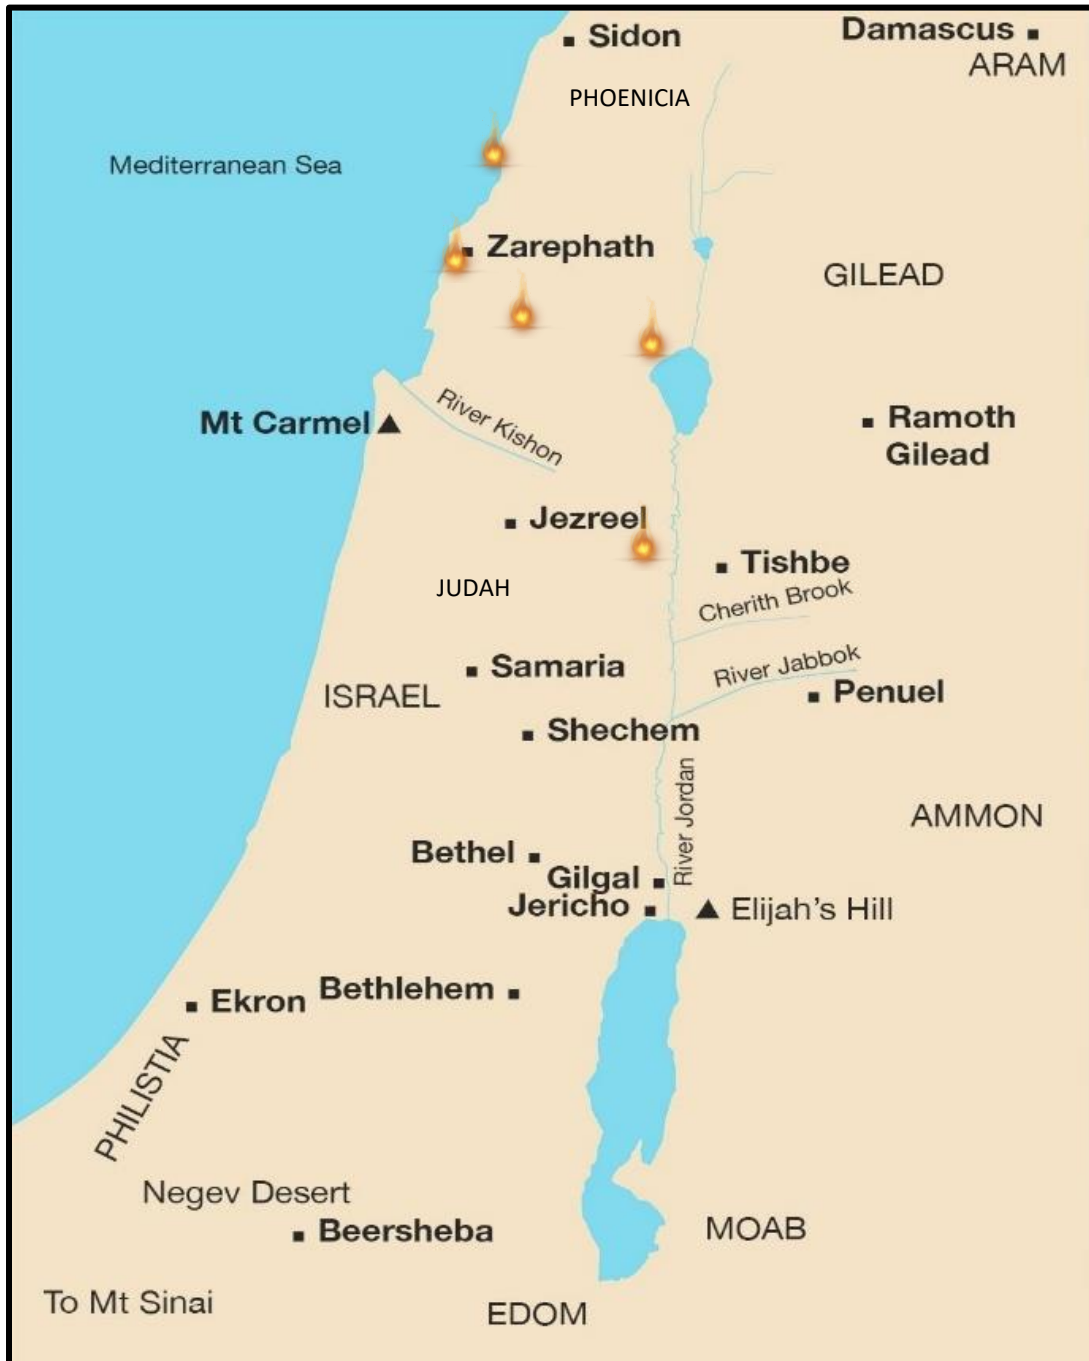 Sidon
Damascus
ARAM
PHOENICIA
Mediterranean Sea
Zarephath
GILEAD
Mt Carmel
River Kishon
Ramoth
Gilead
Jezreel
Tishbe
JUDAH
Cherith Brook
Samaria
River Jabbok
ISRAEL
Penuel
Shechem
River Jordan
AMMON
Bethel
Gilgal
Jericho
Elijah's Hill
Bethlehem
Ekron
PHILISTIA
Negev Desert
Beersheba
MOAB
To Mt Sinai
EDOM